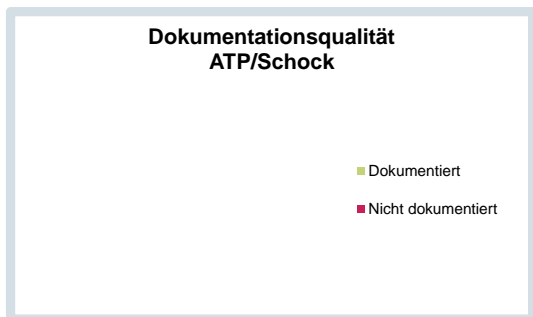 Dokumentationsqualität
ATP/Schock
Dokumentiert
Nicht dokumentiert